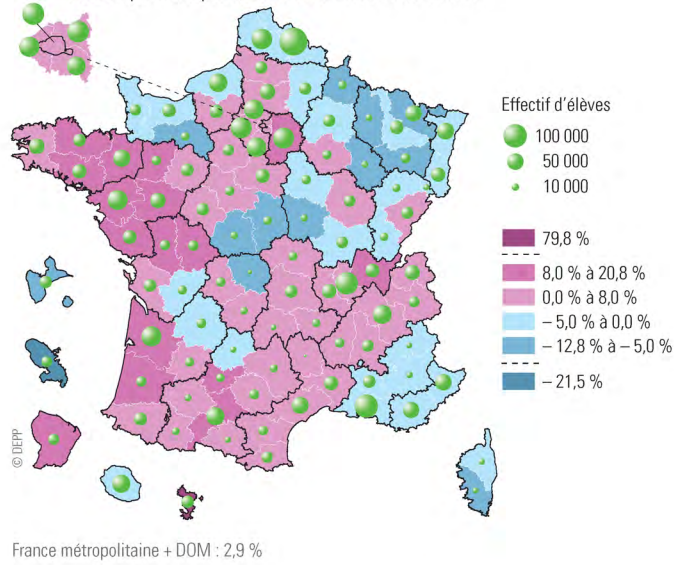 Effectif d'élèves
100 000
50 000
10 000
79,8 %
8,0 % à 20,8 %
0,0 % à 8,0 %
– 5,0 % à 0,0 %
– 12,8 % à – 5,0 %
– 21,5 %
© DEPP
France métropolitaine + DOM : 2,9 %